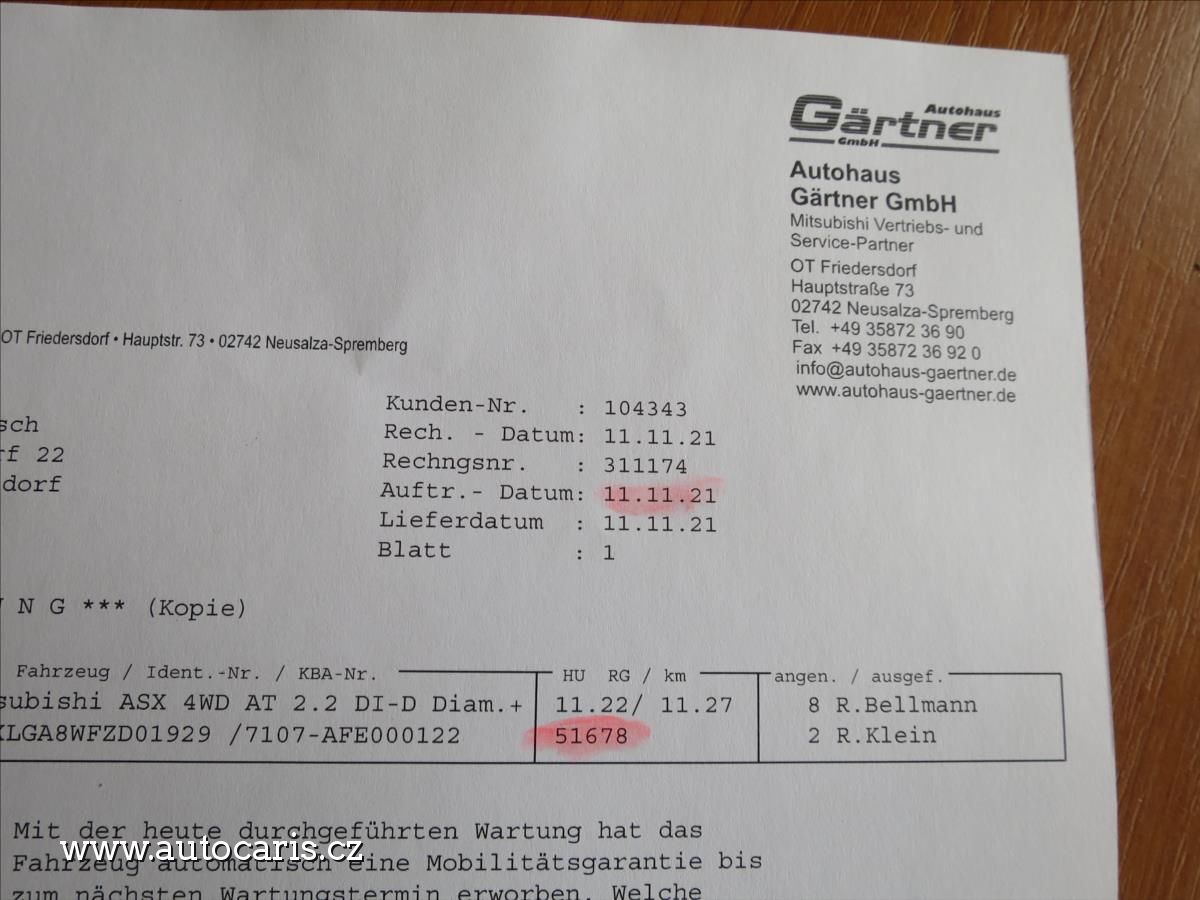 Autohaus
Gärtner
GmbH
Autohaus
Gärtner GmbH
Mitsubishi Vertriebs- und
Service-Partner
OT Friedersdorf
Hauptstraße 73
02742 Neusalza-Spremberg
Tel. +49 35872 36 90
Fax +49 35872 36 92 0
info@autohaus-gaertner.de
www.autohaus-gaertner.de
OT Friedersdorf • Hauptstr. 73 • 02742 Neusalza-Spremberg
sch
rf 22
dorf
Kunden-Nr. : 104343
Rech. - Datum: 11.11.21
Rechngsnr. : 311174
Auftr.- Datum: 11.11.21
Lieferdatum : 11.11.21
Blatt : 1
N G *** (Kopie)
Fahrzeug / Ident.-Nr. / KBA-Nr. HU RG / km angen. / ausgef.
subishi ASX 4WD AT 2.2 DI-D Diam.+ 11.22/ 11.27 8 R.Bellmann
LGA8WFZD01929 /7107-AFE000122 51678 2 R.Klein
Mit der heute durchgeführten Wartung hat das
Fahrzeug automatisch eine Mobilitätsgarantie bis
zum nächsten Wartungstermin erworben. Welche
www.autocaris.cz